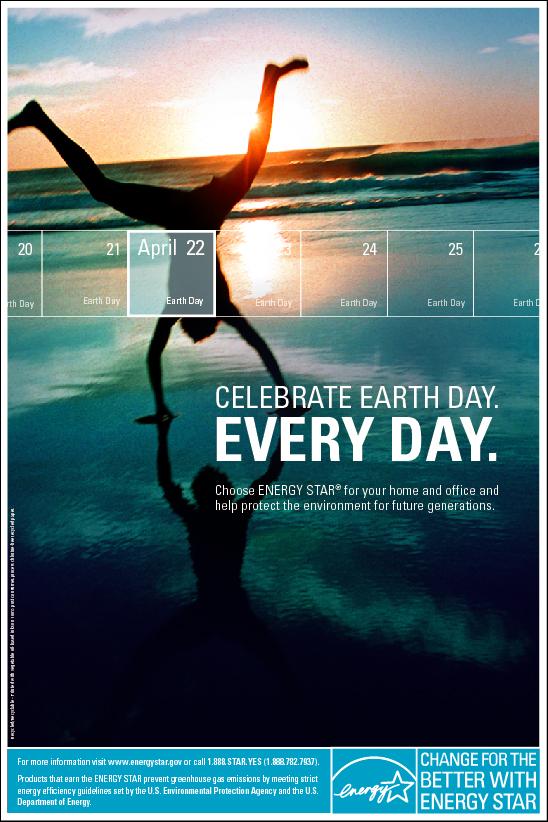 20 21 April 22 23 24 25 2
rth Day Earth Day Earth Day Earth Day Earth Day Earth Day Earth D
CELEBRATE EARTH DAY.
EVERY DAY.
Choose ENERGY STAR® for your home and office and
help protect the environment for future generations.
For more information visit www.energystar.gov or call 1.888.STAR.YES (1.888.782.7937).
Products that earn the ENERGY STAR prevent greenhouse gas emissions by meeting strict
energy efficiency guidelines set by the U.S. Environmental Protection Agency and the U.S.
Department of Energy.
energy
CHANGE FOR THE
BETTER WITH
ENERGY STAR